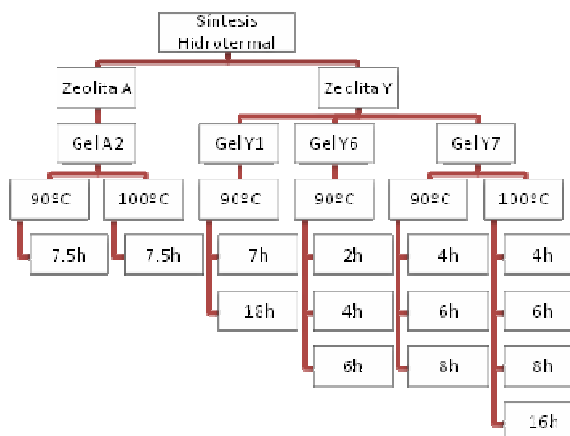 Síntesis
Hidrotermal
Zeolita A
Zeolita Y
Gel A2
Gel Y1
Gel Y6
Gel Y7
90ºC
100ºC
90ºC
90ºC
90ºC
100ºC
7.5h
7.5h
7h
2h
4h
4h
18h
4h
6h
6h
6h
8h
8h
16h